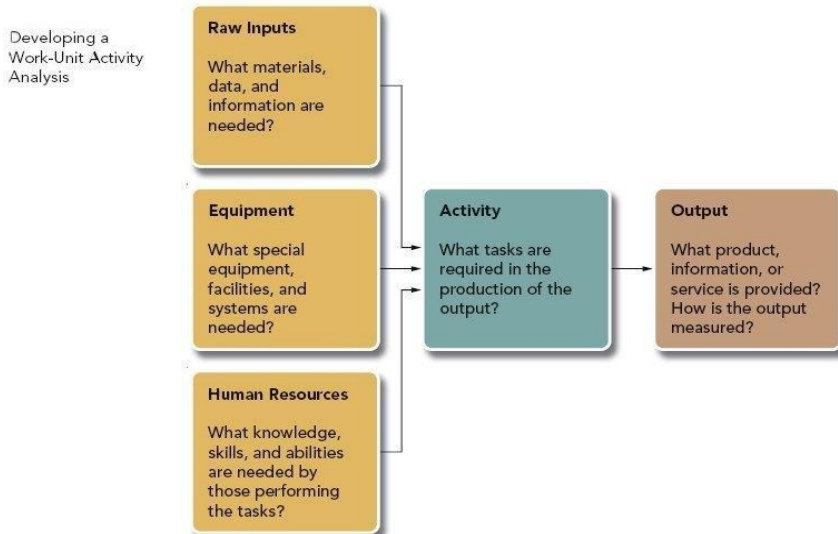 Developing a
Work-Unit Activity
Analysis
Raw Inputs
What materials,
data, and
information are
needed?
Equipment
What special
equipment,
facilities, and
systems are
needed?
Human Resources
What knowledge,
skills, and abilities
are needed by
those performing
the tasks?
Activity
What tasks are
required in the
production of the
output?
Output
What product,
information, or
service is provided?
How is the output
measured?